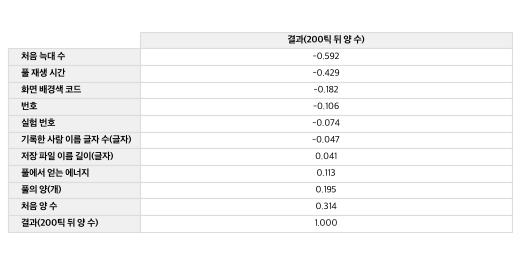 결과(200틱 뒤 양 수)
처음 늑대 수 -0.592
풀 재생 시간 -0.429
화면 배경색 코드 -0.182
번호 -0.106
실험 번호 -0.074
기록한 사람 이름 글자 수(글자) -0.047
저장 파일 이름 길이(글자) 0.041
풀에서 얻는 에너지 0.113
풀의 양(개) 0.195
처음 양 수 0.314
결과(200틱 뒤 양 수) 1.000